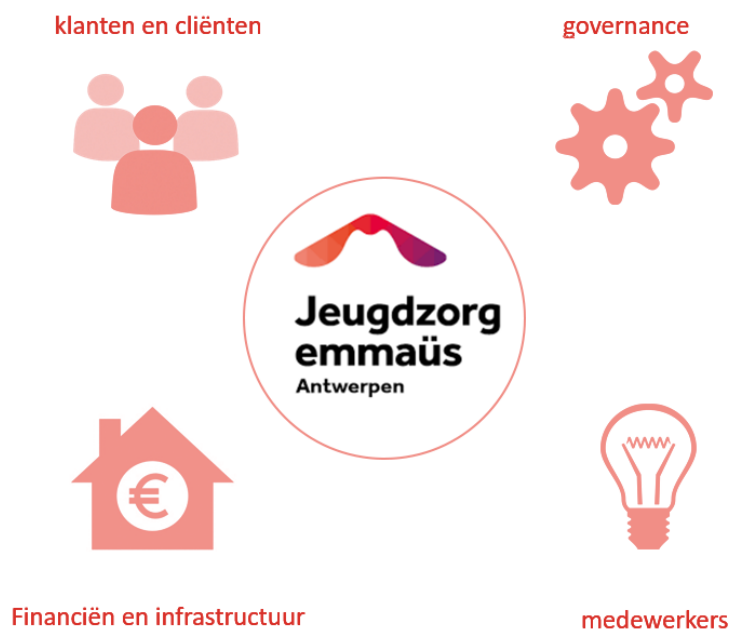 klanten en cliënten
governance
Jeugdzorg
emmaüs
Antwerpen
€
Financiën en infrastructuur
medewerkers